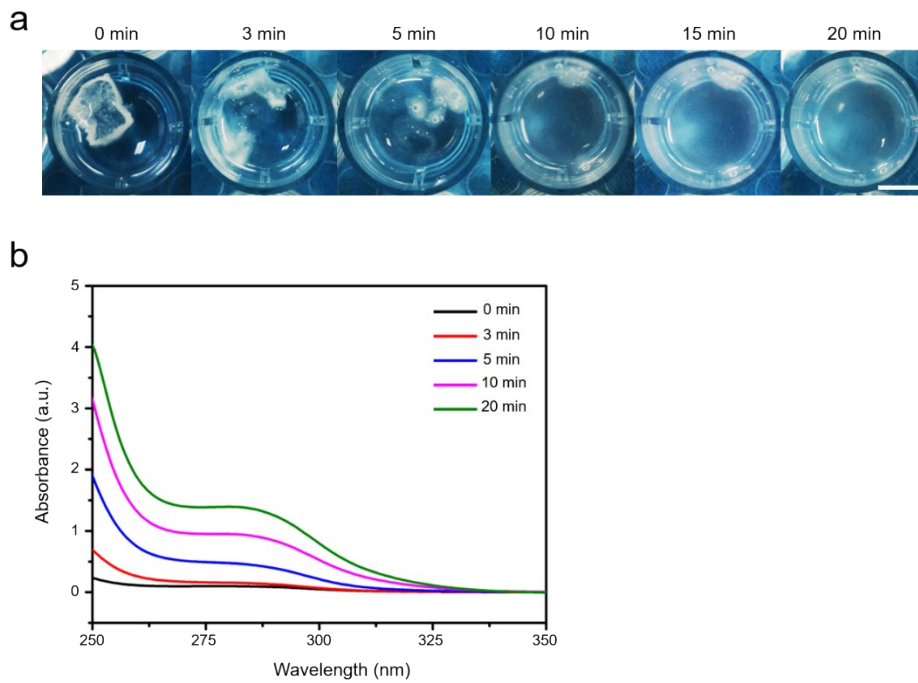 a
0 min 3 min 5 min 10 min 15 min 20 min
b
5
4
3
2
1
0
Absorbance (a.u.)
0 min
3 min
5 min
10 min
20 min
250 275 300 325 350
Wavelength (nm)